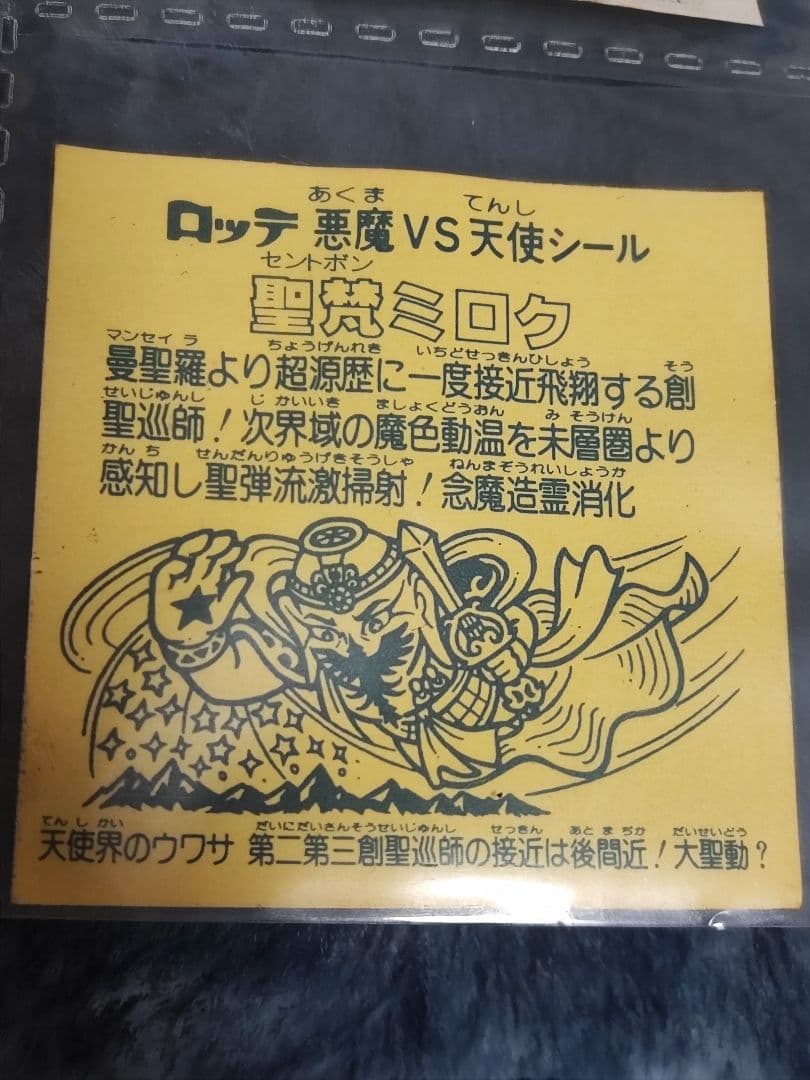 あくま てんし
ロッテ 悪魔VS天使シール
セントボン
聖梵ミロク
マンセイラ ちょうげんれき いちどせっきんひしょう そう
曼聖羅より超源歴に一度接近飛翔する創
せいじゅんし じかいいき ましょくどうおん みそうけん
聖巡師！次界域の魔色動温を未層圏より
かんち せんだんりゅうげきそうしゃ ねんまぞうれいしょうか
感知し聖弾流激掃射！念魔造霊消化
てんしかい だいにだいさんそうせいじゅんし せっきん あとまぢか だいせいどう
天使界のウワサ 第二第三創聖巡師の接近は後間近！大聖動？